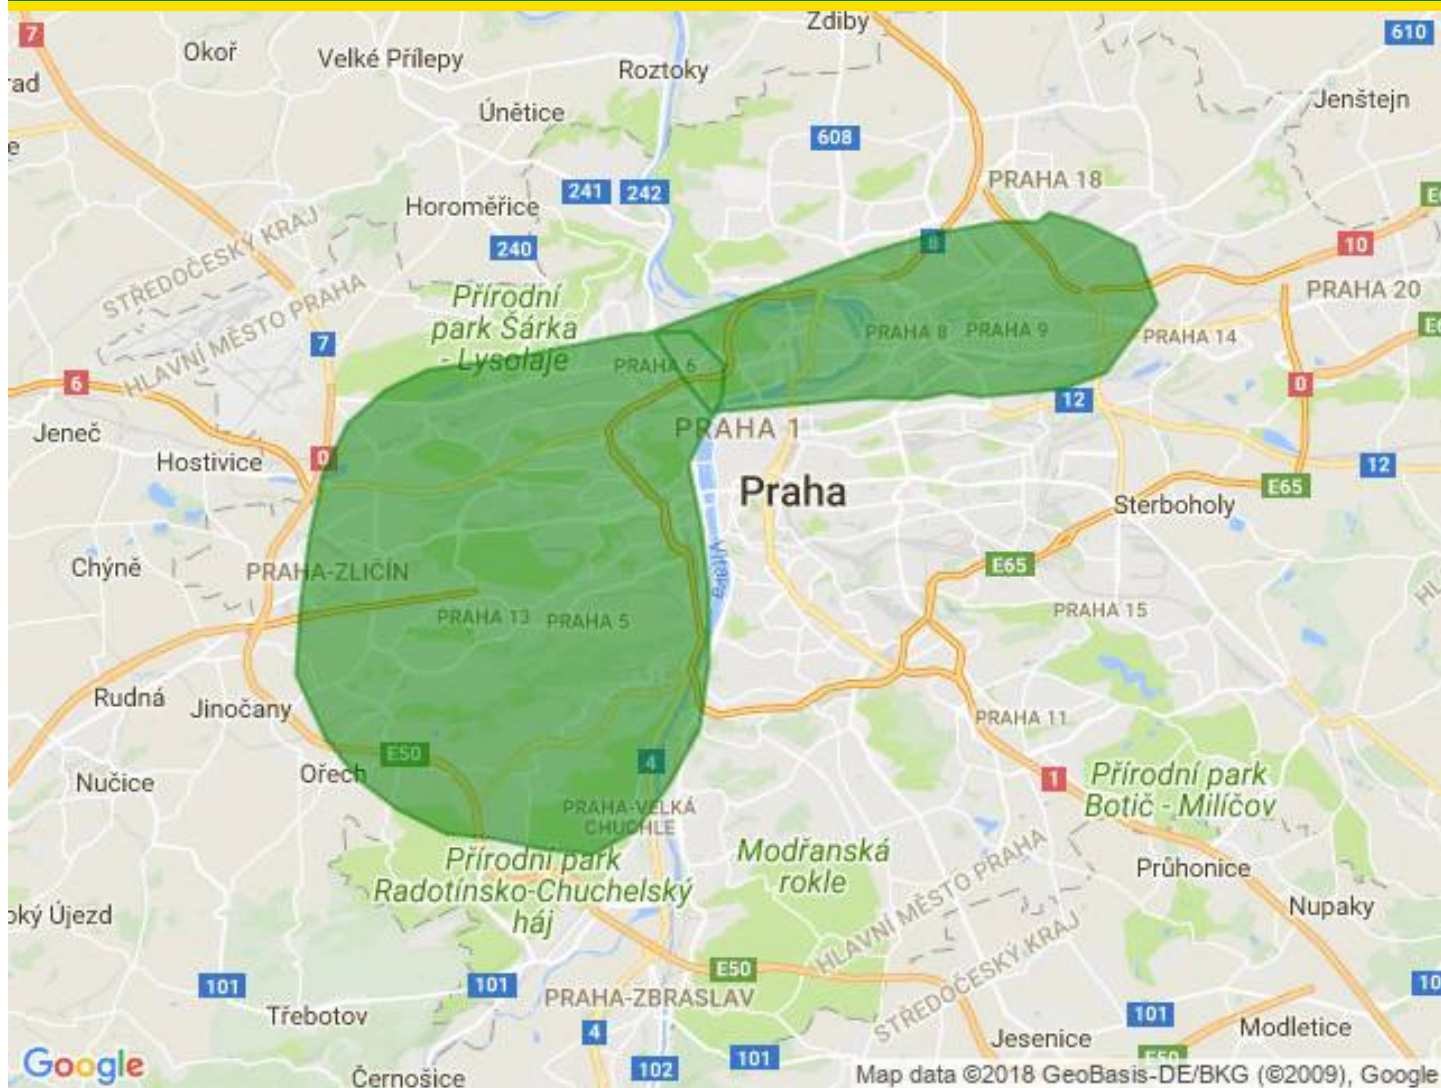 Zdiby
7
610
Okoř
Velké Přílepy
Roztoky
rad
Jenštejn
Únětice
608
e
PRAHA 18
241
242
Horoměřice
STŘEDOČESKÝ KRAJ
8
10
240
Přírodní
park Šárka
- Lysolaje
HLAVNÍ MĚSTO PRAHA
PRAHA 20
7
PRAHA 8
PRAHA 9
PRAHA 14
PRAHA 6
6
0
12
Jeneč
PRAHA 1
Hostivice
0
12
Praha
E65
Sterboholy
Chýně
PRAHA-ZLIČÍN
Vltava
E65
PRAHA 13
PRAHA 5
PRAHA 15
Rudná
Jinočany
PRAHA 11
E50
4
Ořech
Nučice
1
Přírodní park
Botič - Milíčov
PRAHA-VELKÁ
CHUCHLE
Přírodní park
Radotínsko-Chuchelský
háj
Modřanská
rokle
HLAVNÍ MĚSTO PRAHA
Průhonice
oký Újezd
Nupaky
STŘEDOČESKÝ KRAJ
E50
101
101
PRAHA-ZBRASLAV
10
Třebotov
4
101
Modletice
Jesenice
Google
101
E50
102
Černošice
Map data ©2018 GeoBasis-DE/BKG (©2009), Google